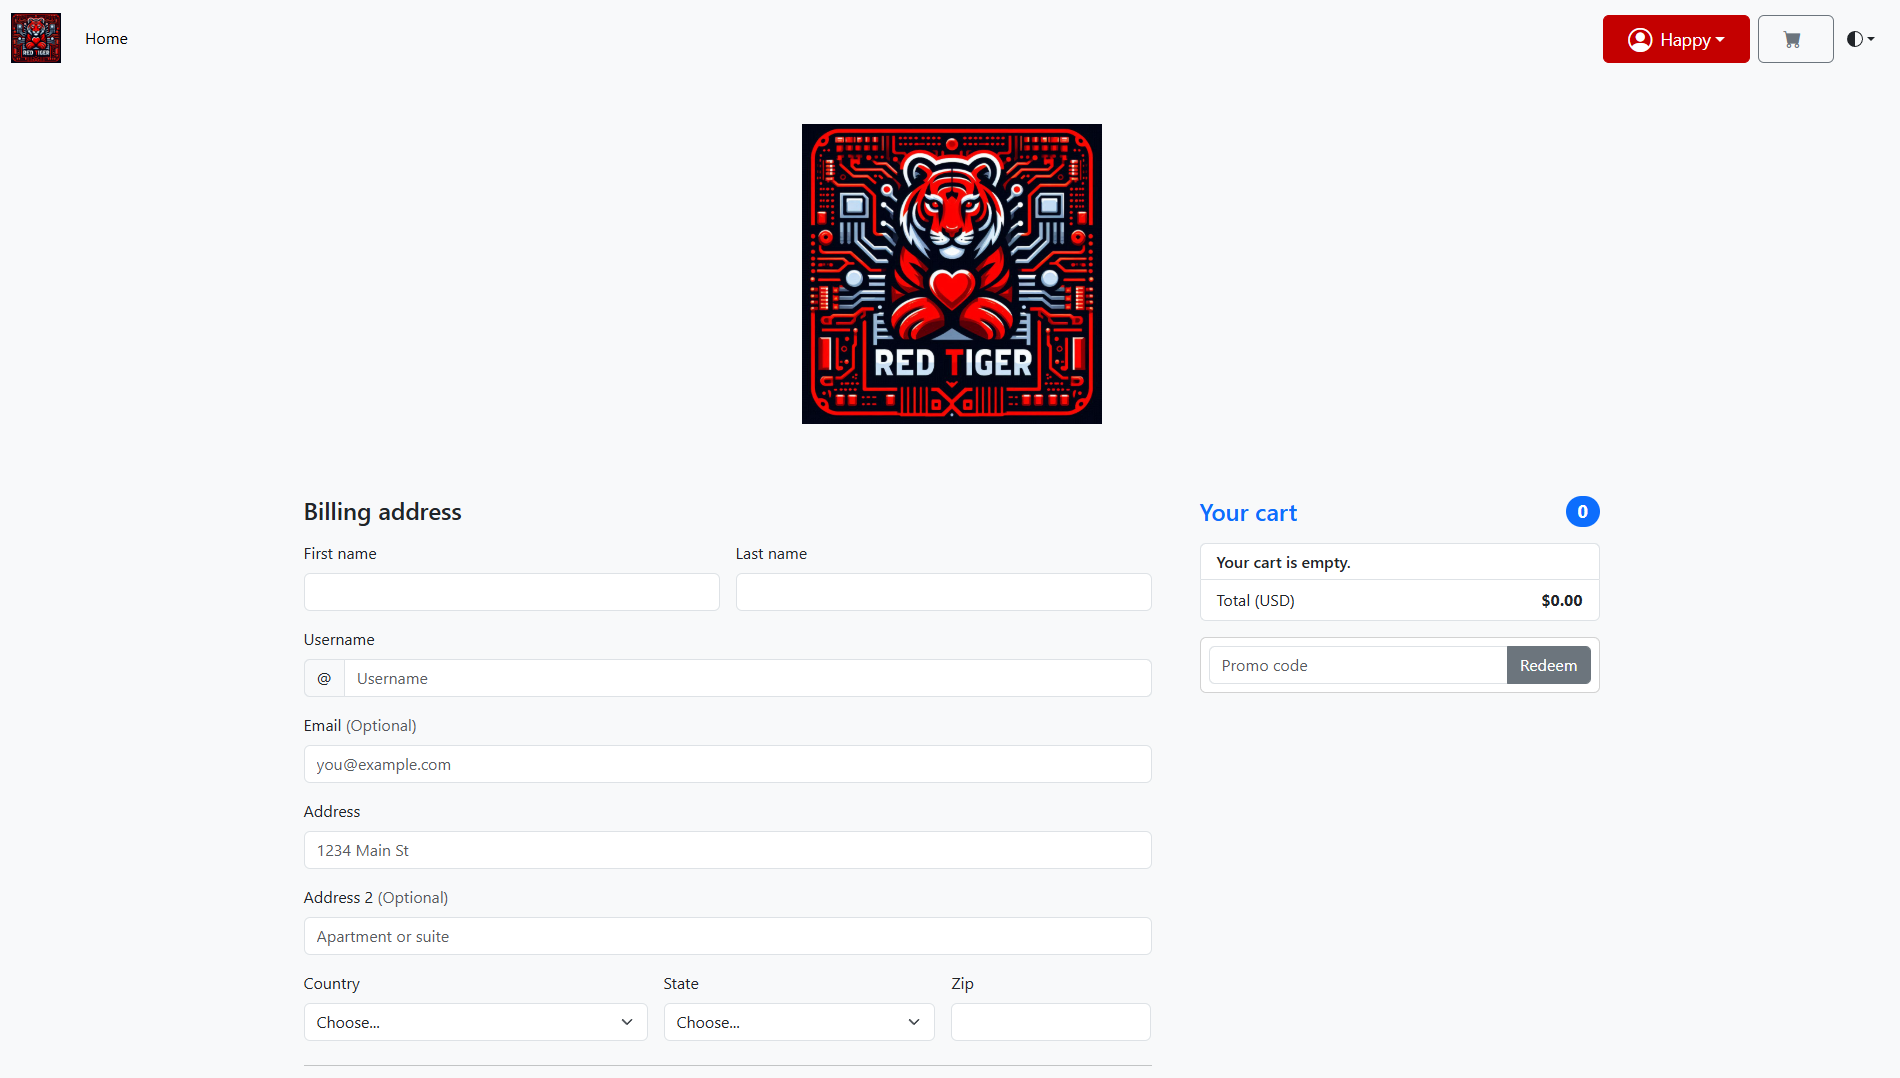 RED TIGER
Home
Happy
RED TIGER
Billing address
First name
Last name
Username
@
Username
Email (Optional)
you@example.com
Address
1234 Main St
Address 2 (Optional)
Apartment or suite
Country
State
Zip
Choose...
Choose...
Your cart
0
Your cart is empty.
Total (USD)
$0.00
Promo code
Redeem